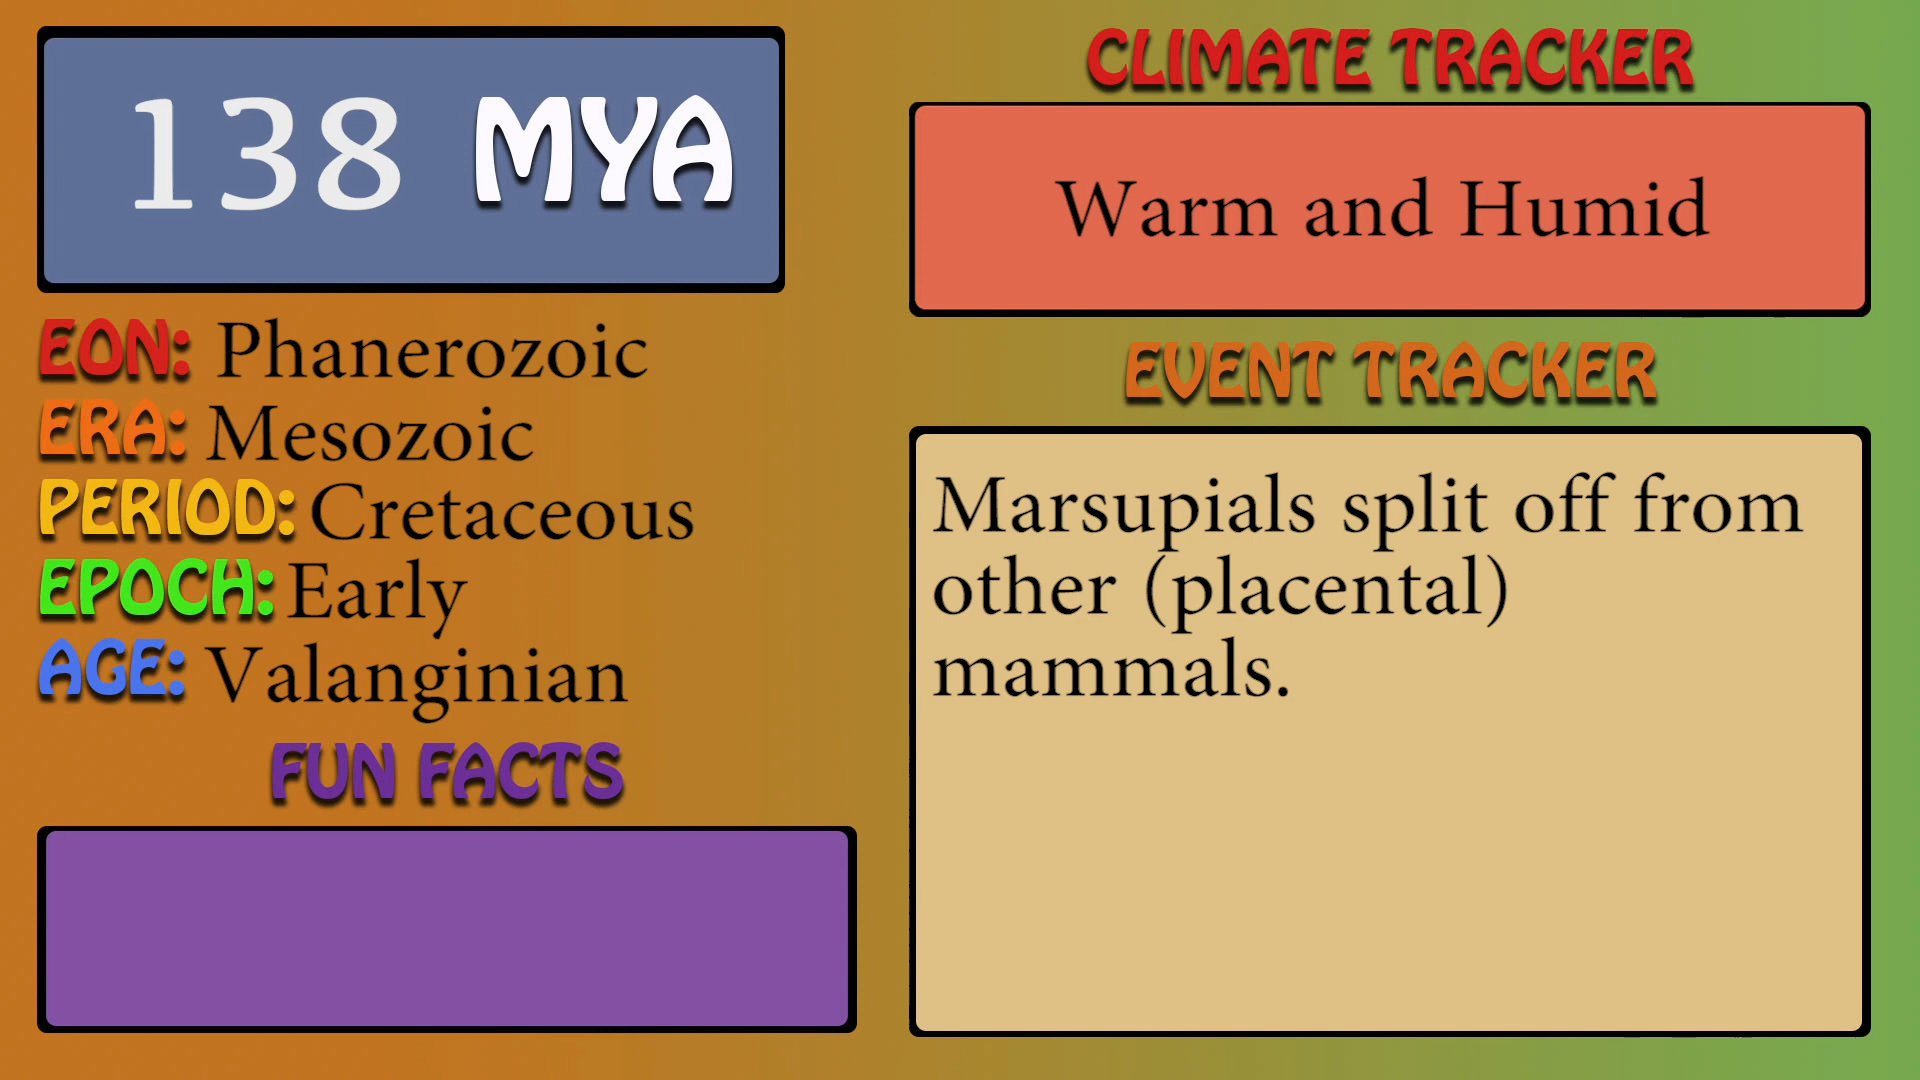 138 MYA
EON: Phanerozoic
ERA: Mesozoic
PERIOD: Cretaceous
EPOCH: Early
AGE: Valanginian
FUN FACTS
CLIMATE TRACKER
Warm and Humid
EVENT TRACKER
Marsupials split off from
other (placental)
mammals.